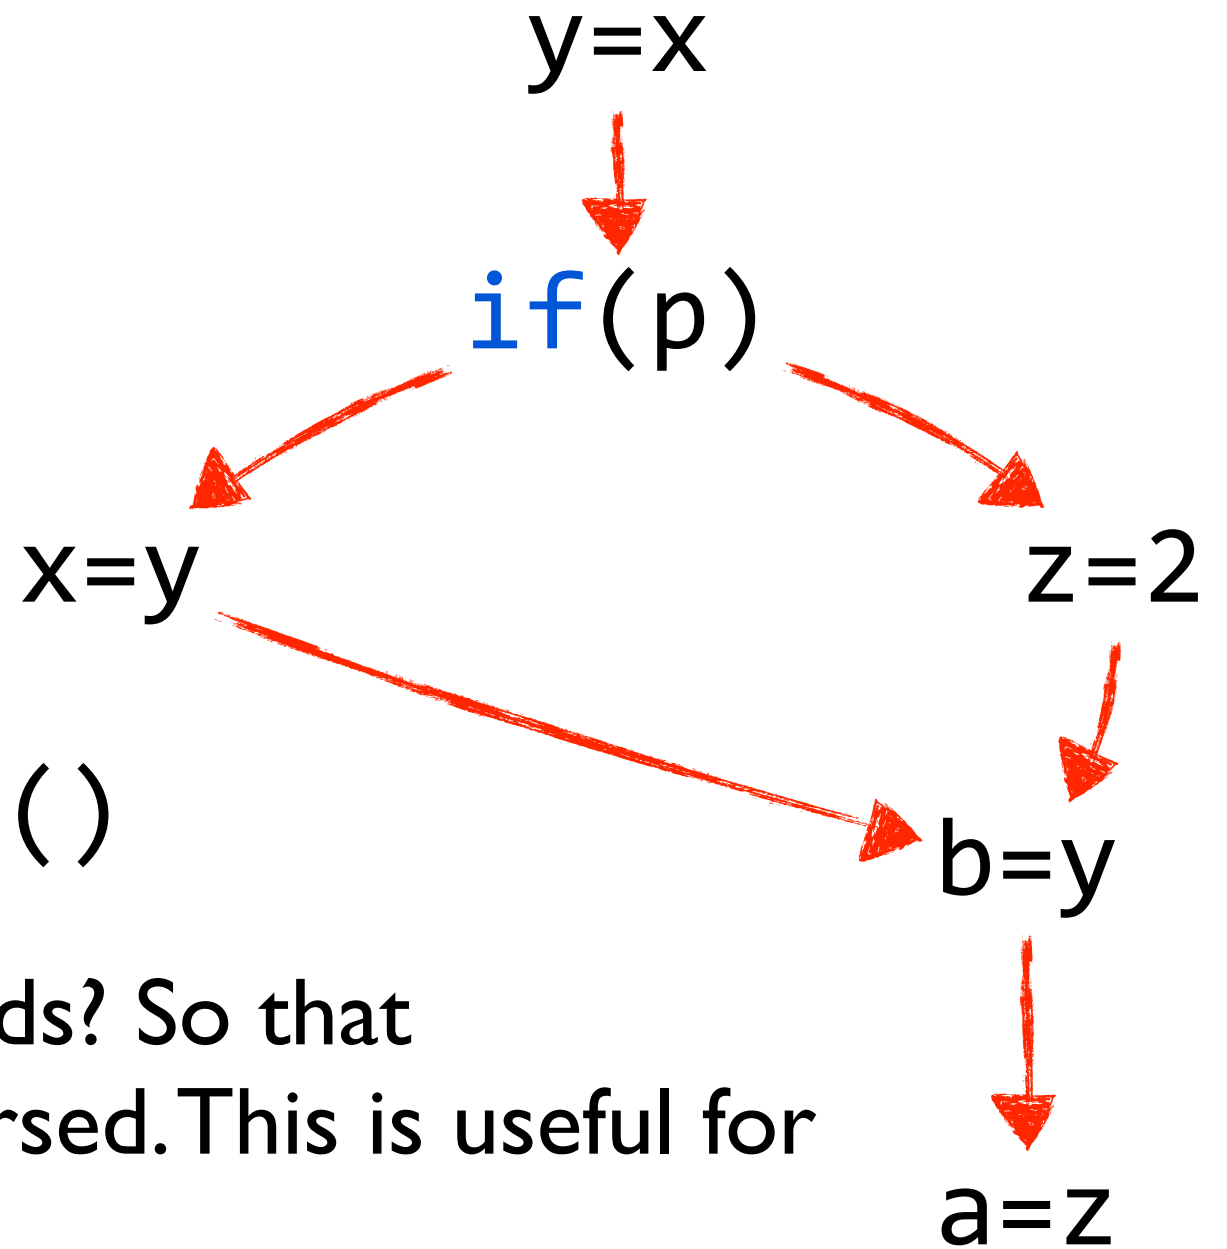 y=x
if(p)
x=y
z=2
()
b=y
ds? So that
rsed. This is useful for
a=z